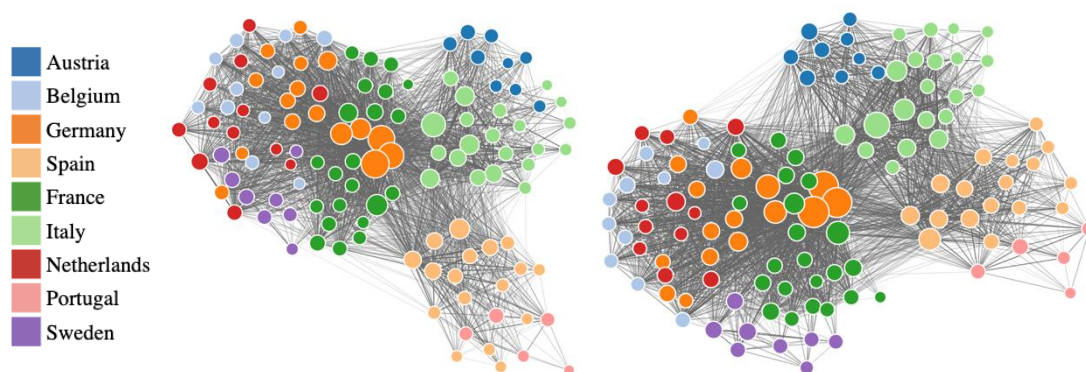 Austria
Belgium
Germany
Spain
France
Italy
Netherlands
Portugal
Sweden